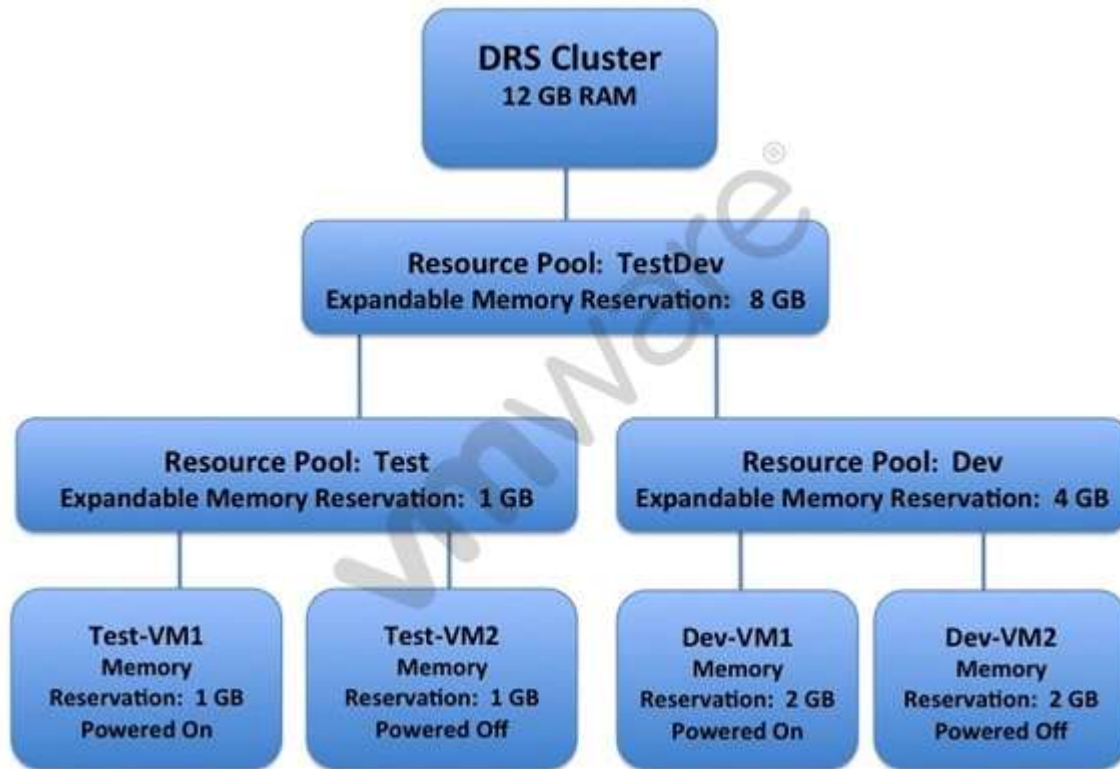 DRS Cluster
12 GB RAM
Resource Pool: TestDev
Expandable Memory Reservation: 8 GB
Resource Pool: Test
Expandable Memory Reservation: 1 GB
Resource Pool: Dev
Expandable Memory Reservation: 4 GB
Test-VM1
Memory
Reservation: 1 GB
Powered On
Test-VM2
Memory
Reservation: 1 GB
Powered Off
Dev-VM1
Memory
Reservation: 2 GB
Powered On
Dev-VM2
Memory
Reservation: 2 GB
Powered Off
vmware®